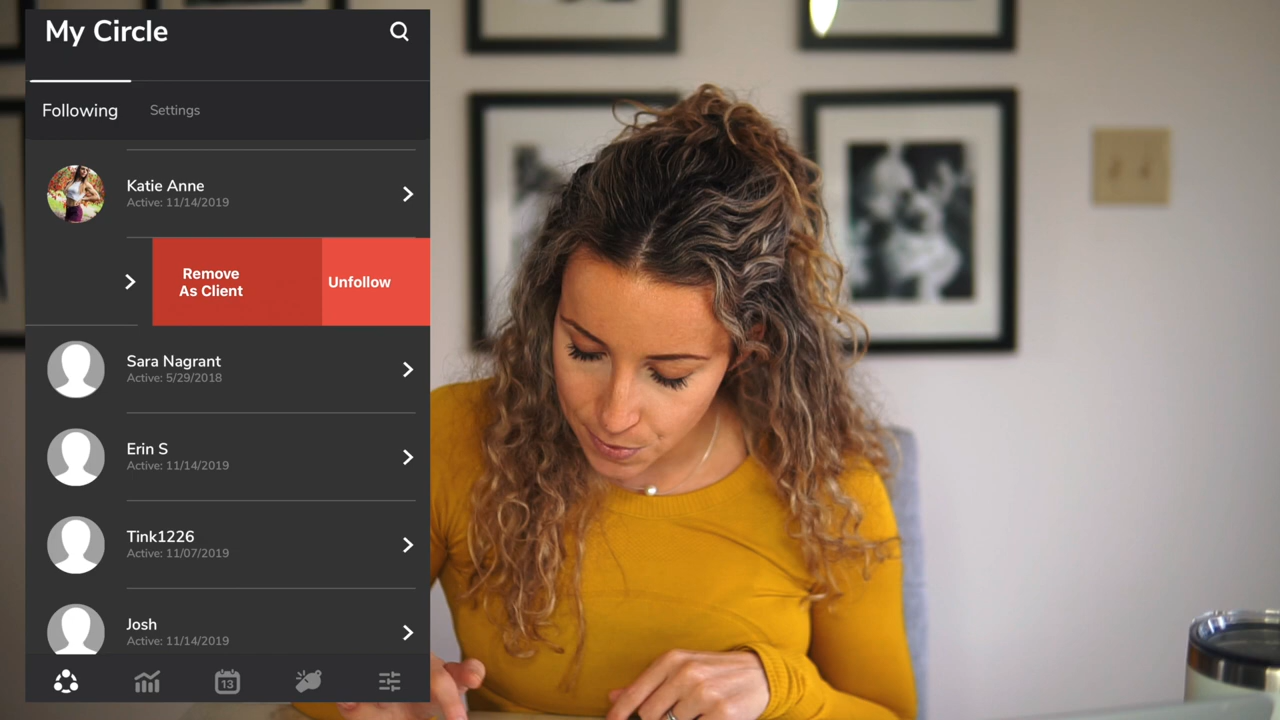 My Circle
Following
Settings
Katie Anne
Active: 11/14/2019
Remove
As Client
Unfollow
Sara Nagrant
Active: 5/29/2018
Erin S
Active: 11/14/2019
Tink1226
Active: 11/07/2019
Josh
Active: 11/14/2019
13